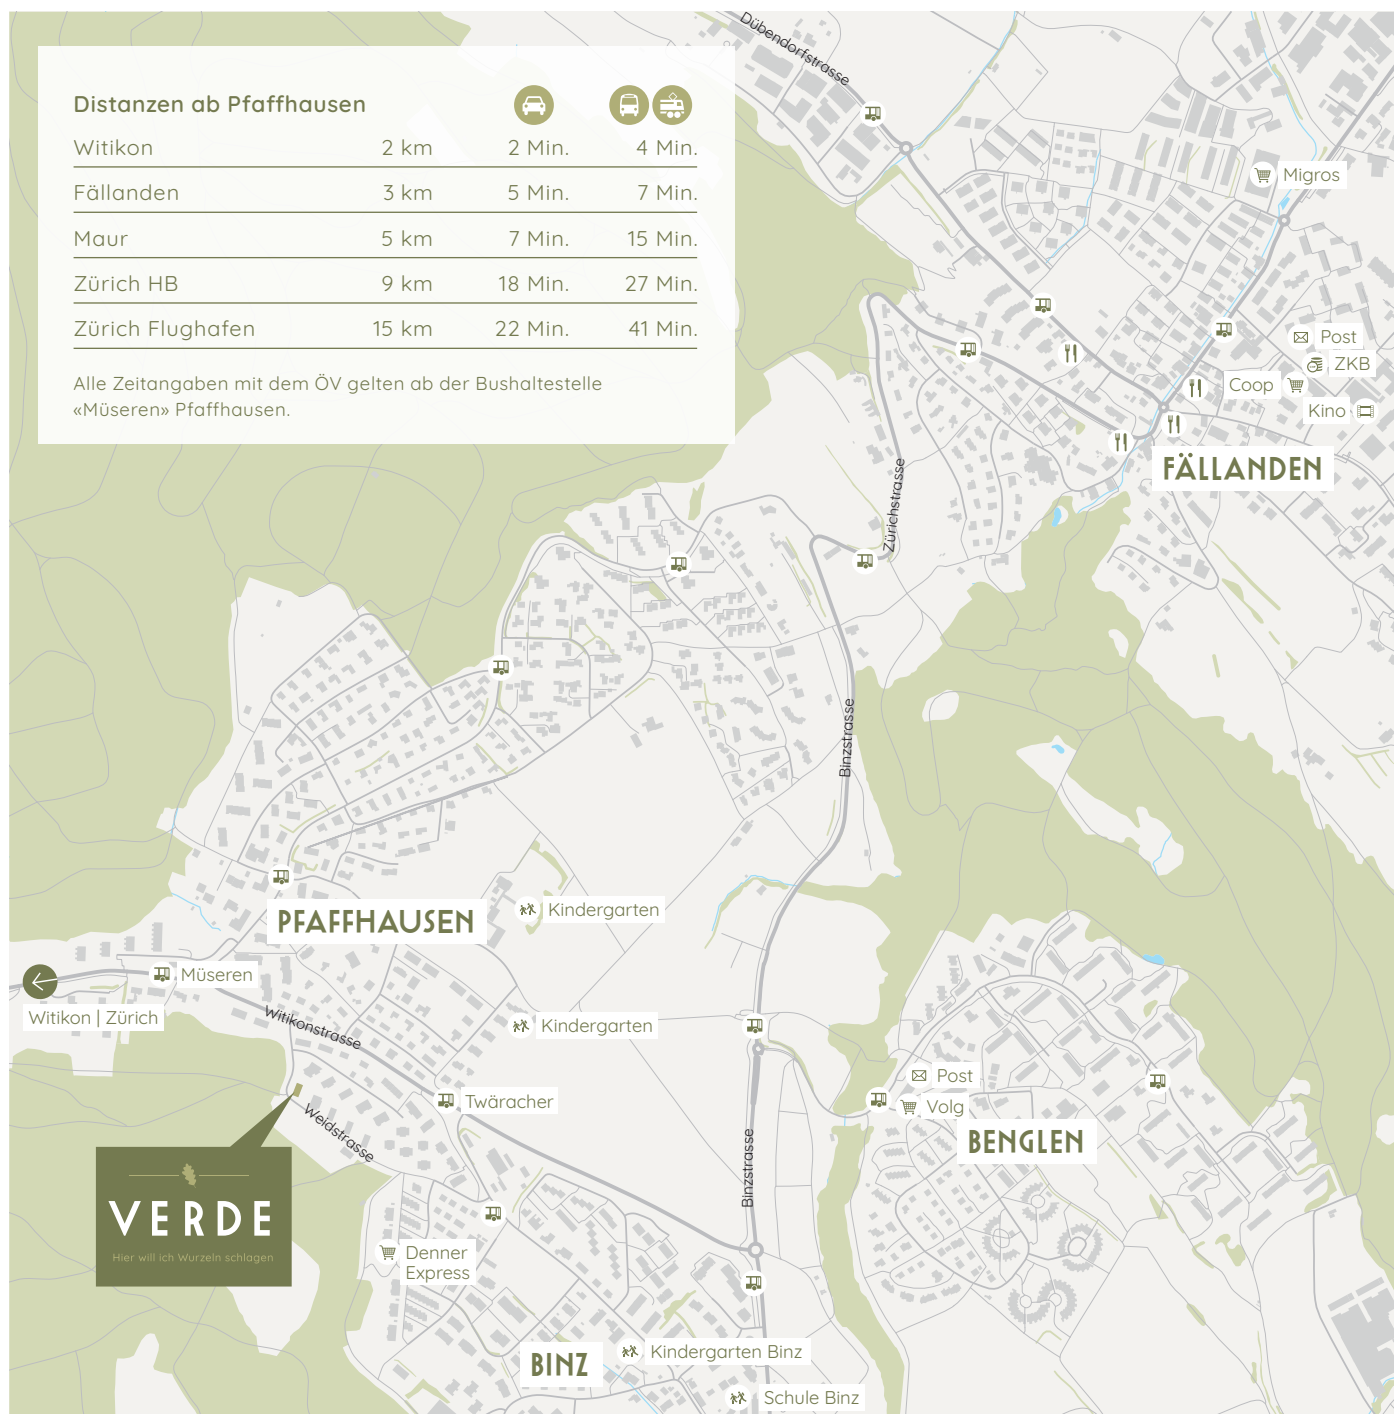 Dübendorfstrasse
Distanzen ab Pfaffhausen
Witikon 2 km 2 Min. 4 Min.
Fällanden 3 km 5 Min. 7 Min.
Maur 5 km 7 Min. 15 Min.
Zürich HB 9 km 18 Min. 27 Min.
Zürich Flughafen 15 km 22 Min. 41 Min.
Alle Zeitangaben mit dem ÖV gelten ab der Bushaltestelle
«Müseren» Pfaffhausen.
Migros
Post
ZKB
Coop
Kino
FÄLLANDEN
Zürichstrasse
Binzstrasse
Kindergarten
PFAFFHAUSEN
Müseren
Witikon | Zürich
Witikonstrasse
Kindergarten
Post
Twäracher
Volg
Weidstrasse
BENGLEN
Binzstrasse
VERDE
Hier will ich Wurzeln schlagen
Denner
Express
Kindergarten Binz
BINZ
Schule Binz